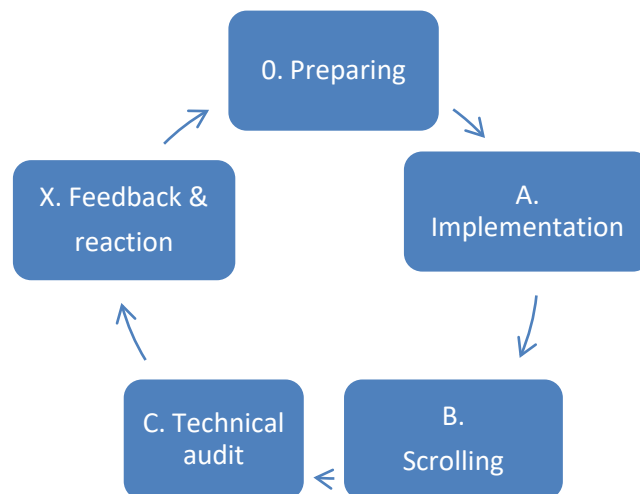 0. Preparing
A.
Implementation
B.
Scrolling
C. Technical
audit
X. Feedback &
reaction